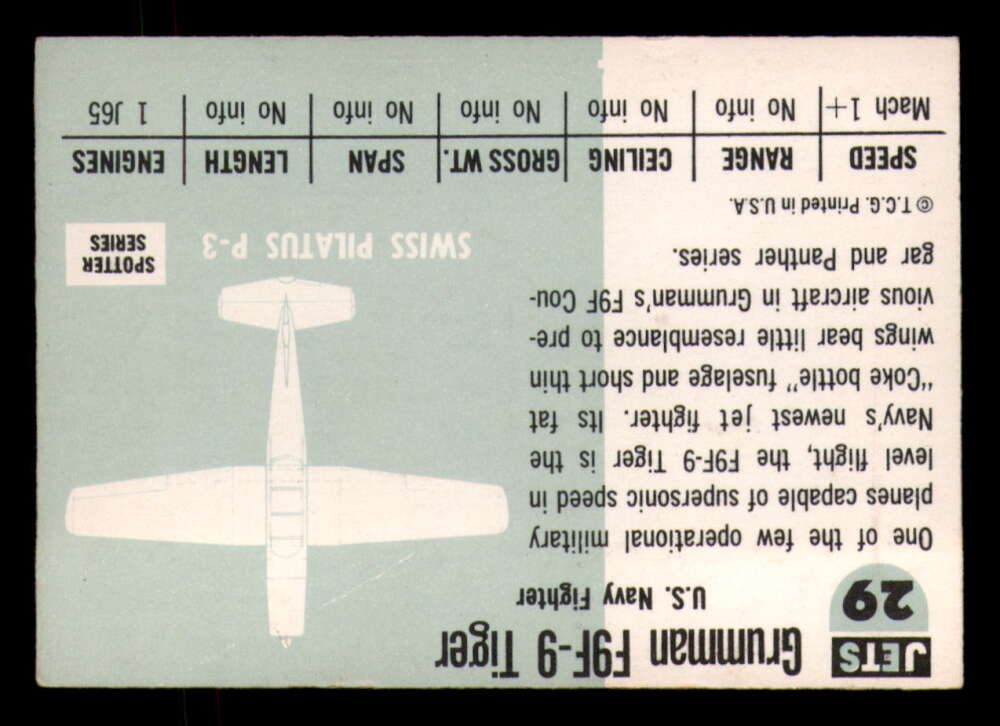 JETS
29
Grumman F9F-9 Tiger
U.S. Navy Fighter
One of the few operational military
planes capable of supersonic speed in
level flight, the F9F-9 Tiger is the
Navy's newest jet fighter. Its fat
"Coke bottle" fuselage and short thin
wings bear little resemblance to pre-
vious aircraft in Grumman's F9F Cou-
gar and Panther series.
© T.C.G. Printed in U.S.A.
SWISS PILATUS P-3
SPOTTER
SERIES
SPEED RANGE CEILING GROSS WT. SPAN LENGTH ENGINES
Mach 1+ No info No info No info No info No info 1 J65